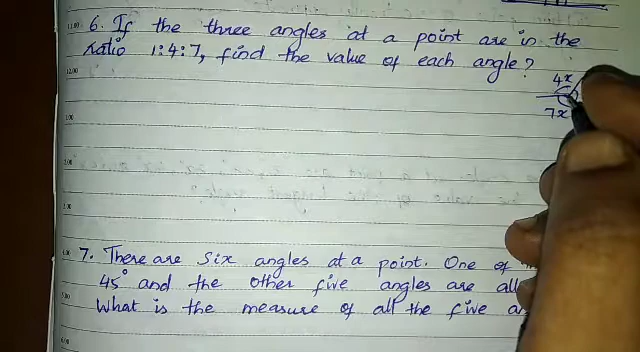 6. If the three angles at a point are in the
ratio 1:4:7, find the value of each angle?
4x
7x
7. There are six angles at a point. One of
45° and the other five angles are all
What is the measure of all the five